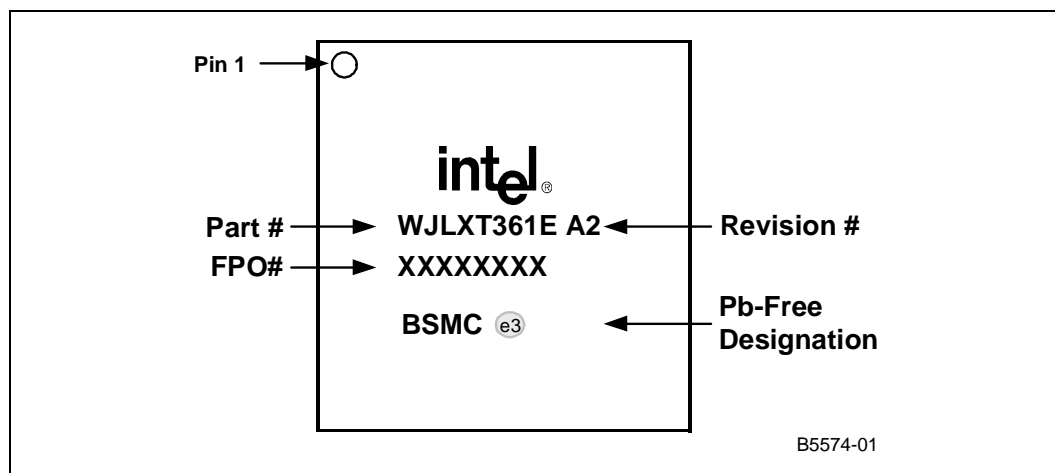 Pin 1
intel®
Part # WJLXT361E A2 Revision #
FPO# XXXXXXXX
BSMC e3 Pb-Free
Designation
B5574-01